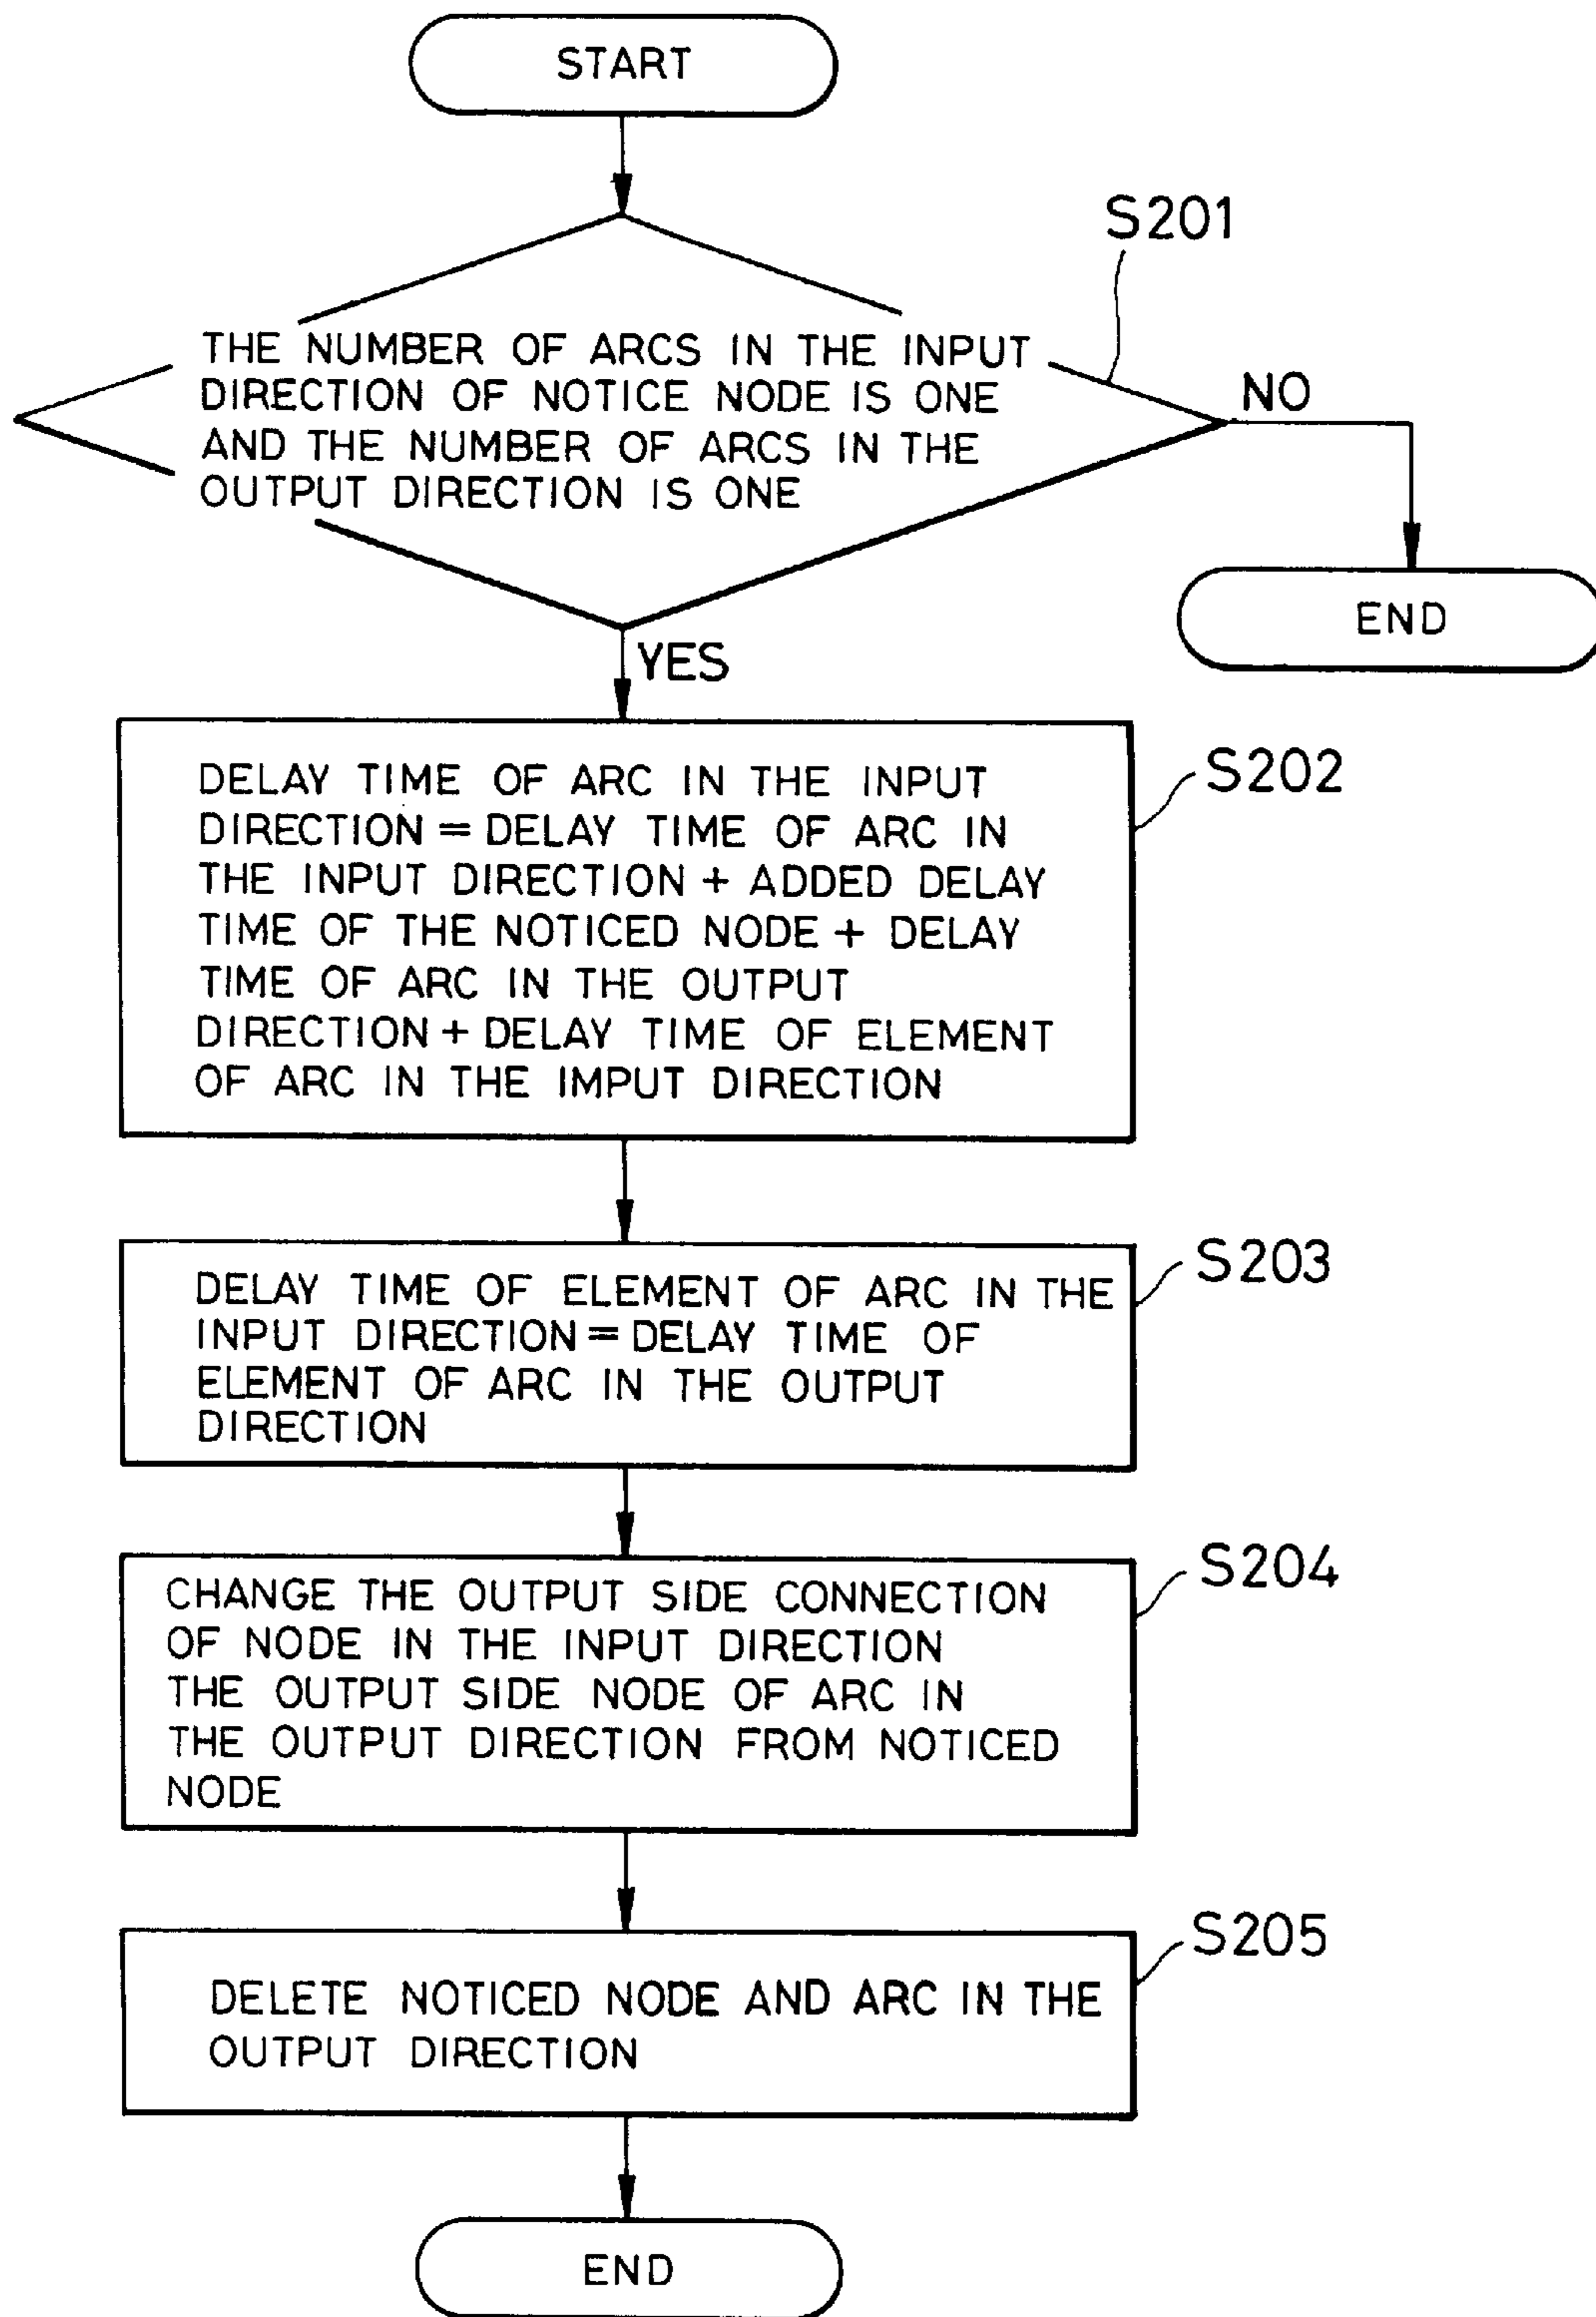 START
S201
THE NUMBER OF ARCS IN THE INPUT
DIRECTION OF NOTICE NODE IS ONE
AND THE NUMBER OF ARCS IN THE
OUTPUT DIRECTION IS ONE
NO
END
YES
S202
DELAY TIME OF ARC IN THE INPUT
DIRECTION = DELAY TIME OF ARC IN
THE INPUT DIRECTION + ADDED DELAY
TIME OF THE NOTICED NODE + DELAY
TIME OF ARC IN THE OUTPUT
DIRECTION + DELAY TIME OF ELEMENT
OF ARC IN THE IMPUT DIRECTION
S203
DELAY TIME OF ELEMENT OF ARC IN THE
INPUT DIRECTION = DELAY TIME OF
ELEMENT OF ARC IN THE OUTPUT
DIRECTION
S204
CHANGE THE OUTPUT SIDE CONNECTION
OF NODE IN THE INPUT DIRECTION
THE OUTPUT SIDE NODE OF ARC IN
THE OUTPUT DIRECTION FROM NOTICED
NODE
S205
DELETE NOTICED NODE AND ARC IN THE
OUTPUT DIRECTION
END